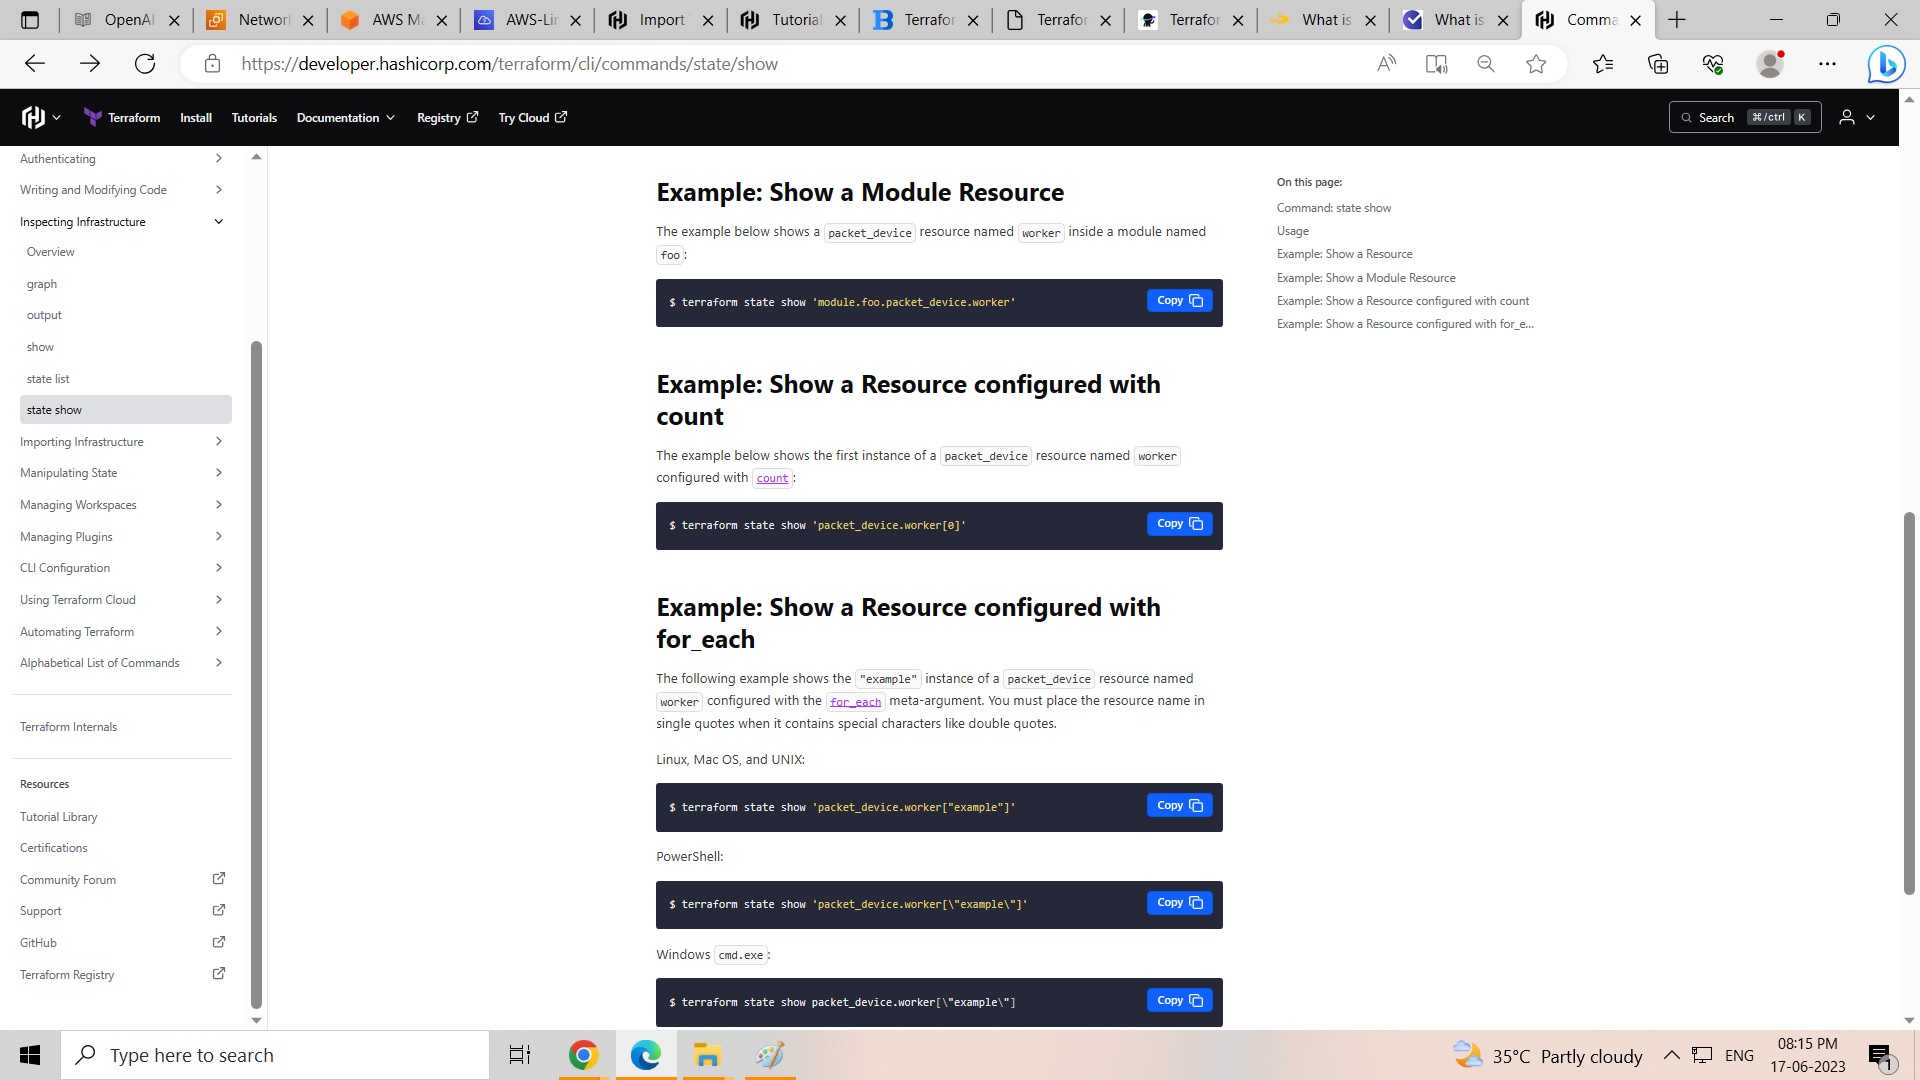 OpenAI
Network
AWS Ma
AWS-Lin
Import T
Tutorial
Terrafor
Terrafor
Terrafor
What is
What is
Comma
https://developer.hashicorp.com/terraform/cli/commands/state/show
Terraform
Install
Tutorials
Documentation
Registry
Try Cloud
Search
⌘/ctrl
K
Authenticating
Writing and Modifying Code
Inspecting Infrastructure
Overview
graph
output
show
state list
state show
Importing Infrastructure
Manipulating State
Managing Workspaces
Managing Plugins
CLI Configuration
Using Terraform Cloud
Automating Terraform
Alphabetical List of Commands
Terraform Internals
Resources
Tutorial Library
Certifications
Community Forum
Support
GitHub
Terraform Registry
Example: Show a Module Resource
The example below shows a packet_device resource named worker inside a module named
foo:
$ terraform state show 'module.foo.packet_device.worker'
Copy
Example: Show a Resource configured with
count
The example below shows the first instance of a packet_device resource named worker
configured with count:
$ terraform state show 'packet_device.worker[0]'
Copy
Example: Show a Resource configured with
for_each
The following example shows the "example" instance of a packet_device resource named
worker configured with the for_each meta-argument. You must place the resource name in
single quotes when it contains special characters like double quotes.
Linux, Mac OS, and UNIX:
$ terraform state show 'packet_device.worker["example"]'
Copy
PowerShell:
$ terraform state show 'packet_device.worker[\"example\"]'
Copy
Windows cmd.exe:
$ terraform state show packet_device.worker[\"example\"]
Copy
On this page:
Command: state show
Usage
Example: Show a Resource
Example: Show a Module Resource
Example: Show a Resource configured with count
Example: Show a Resource configured with for_e...
Type here to search
35°C Partly cloudy
ENG
08:15 PM
17-06-2023
1